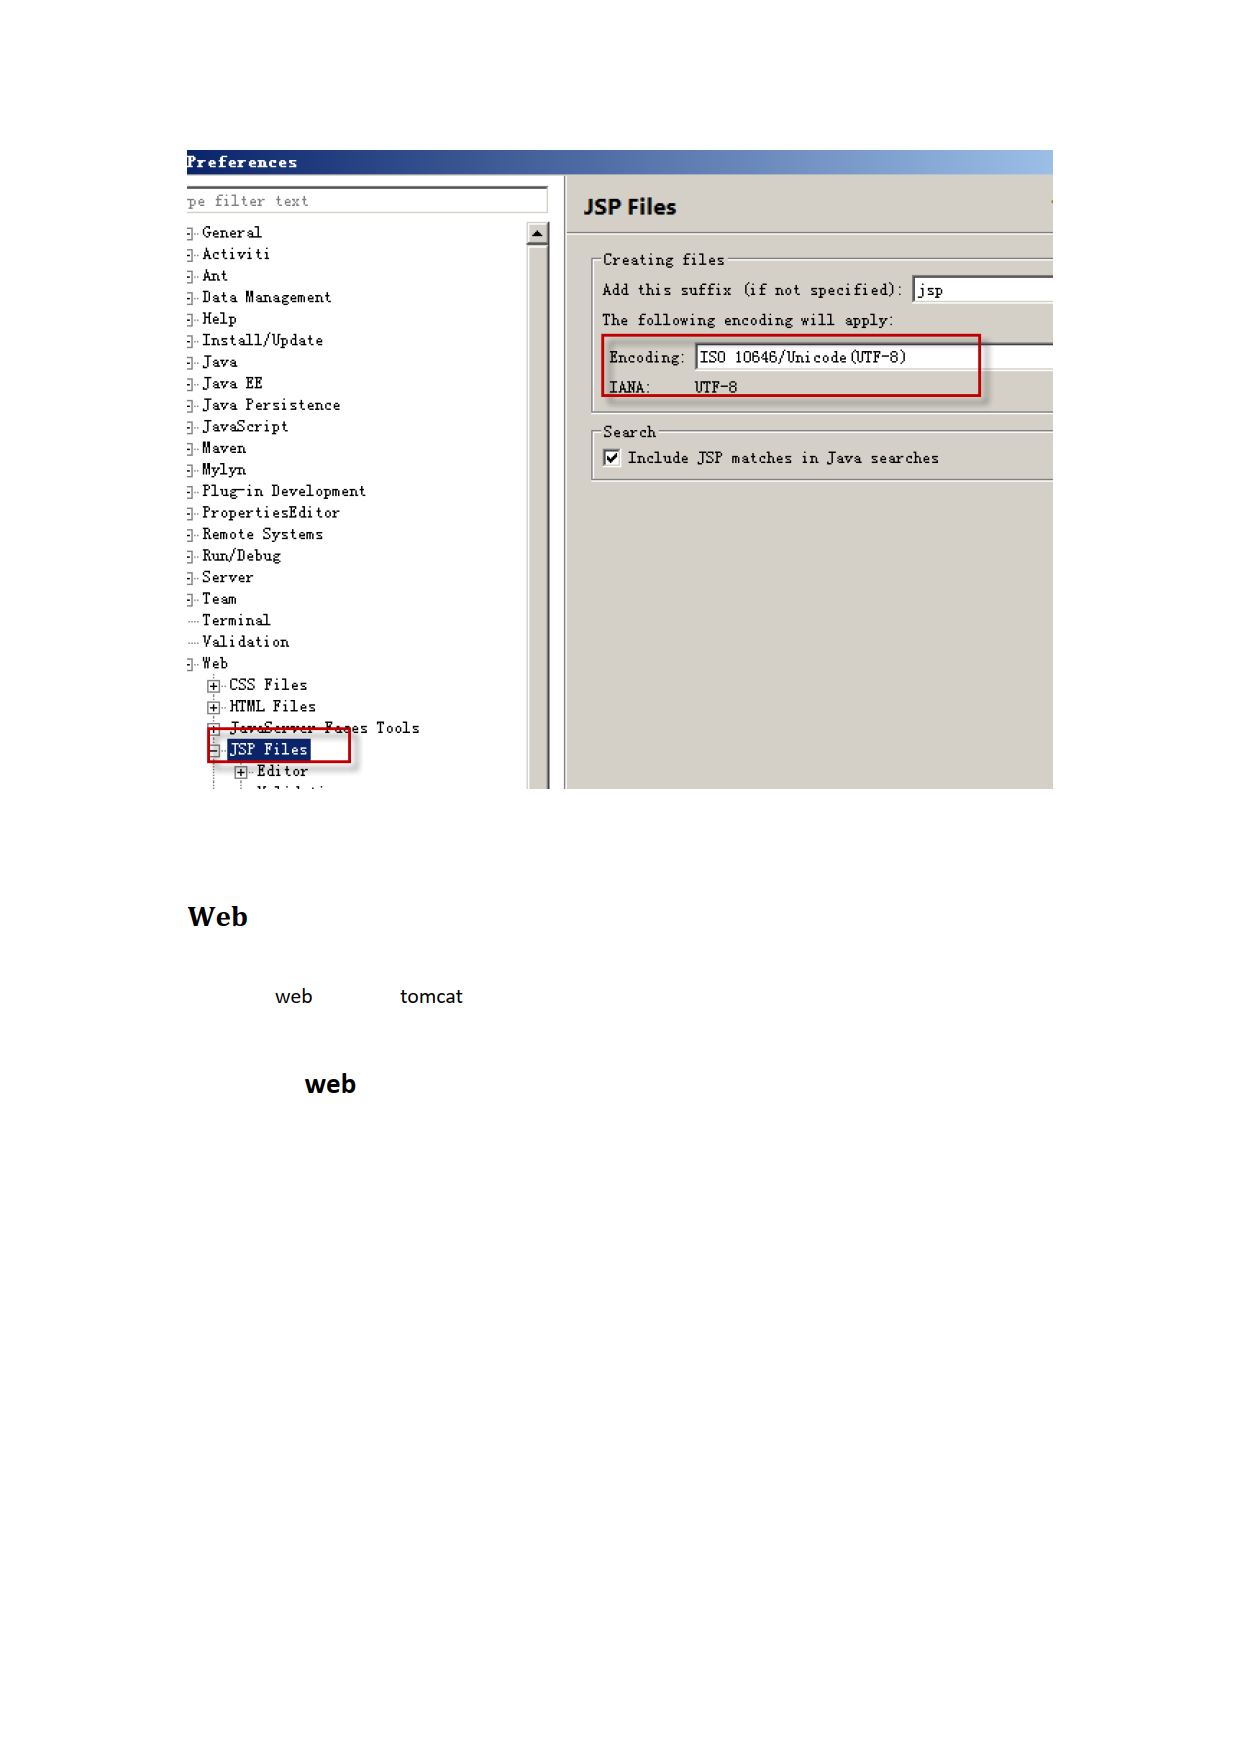 Preferences
pe filter text
General
Activiti
Ant
Data Management
Help
Install/Update
Java
Java EE
Java Persistence
JavaScript
Maven
Mylyn
Plug-in Development
PropertiesEditor
Remote Systems
Run/Debug
Server
Team
Terminal
Validation
Web
CSS Files
HTML Files
JavaServer Faces Tools
JSP Files
Editor
JSP Files
Creating files
Add this suffix (if not specified): jsp
The following encoding will apply:
Encoding: ISO 10646/Unicode(UTF-8)
IANA: UTF-8
Search
Include JSP matches in Java searches
Web
web tomcat
web